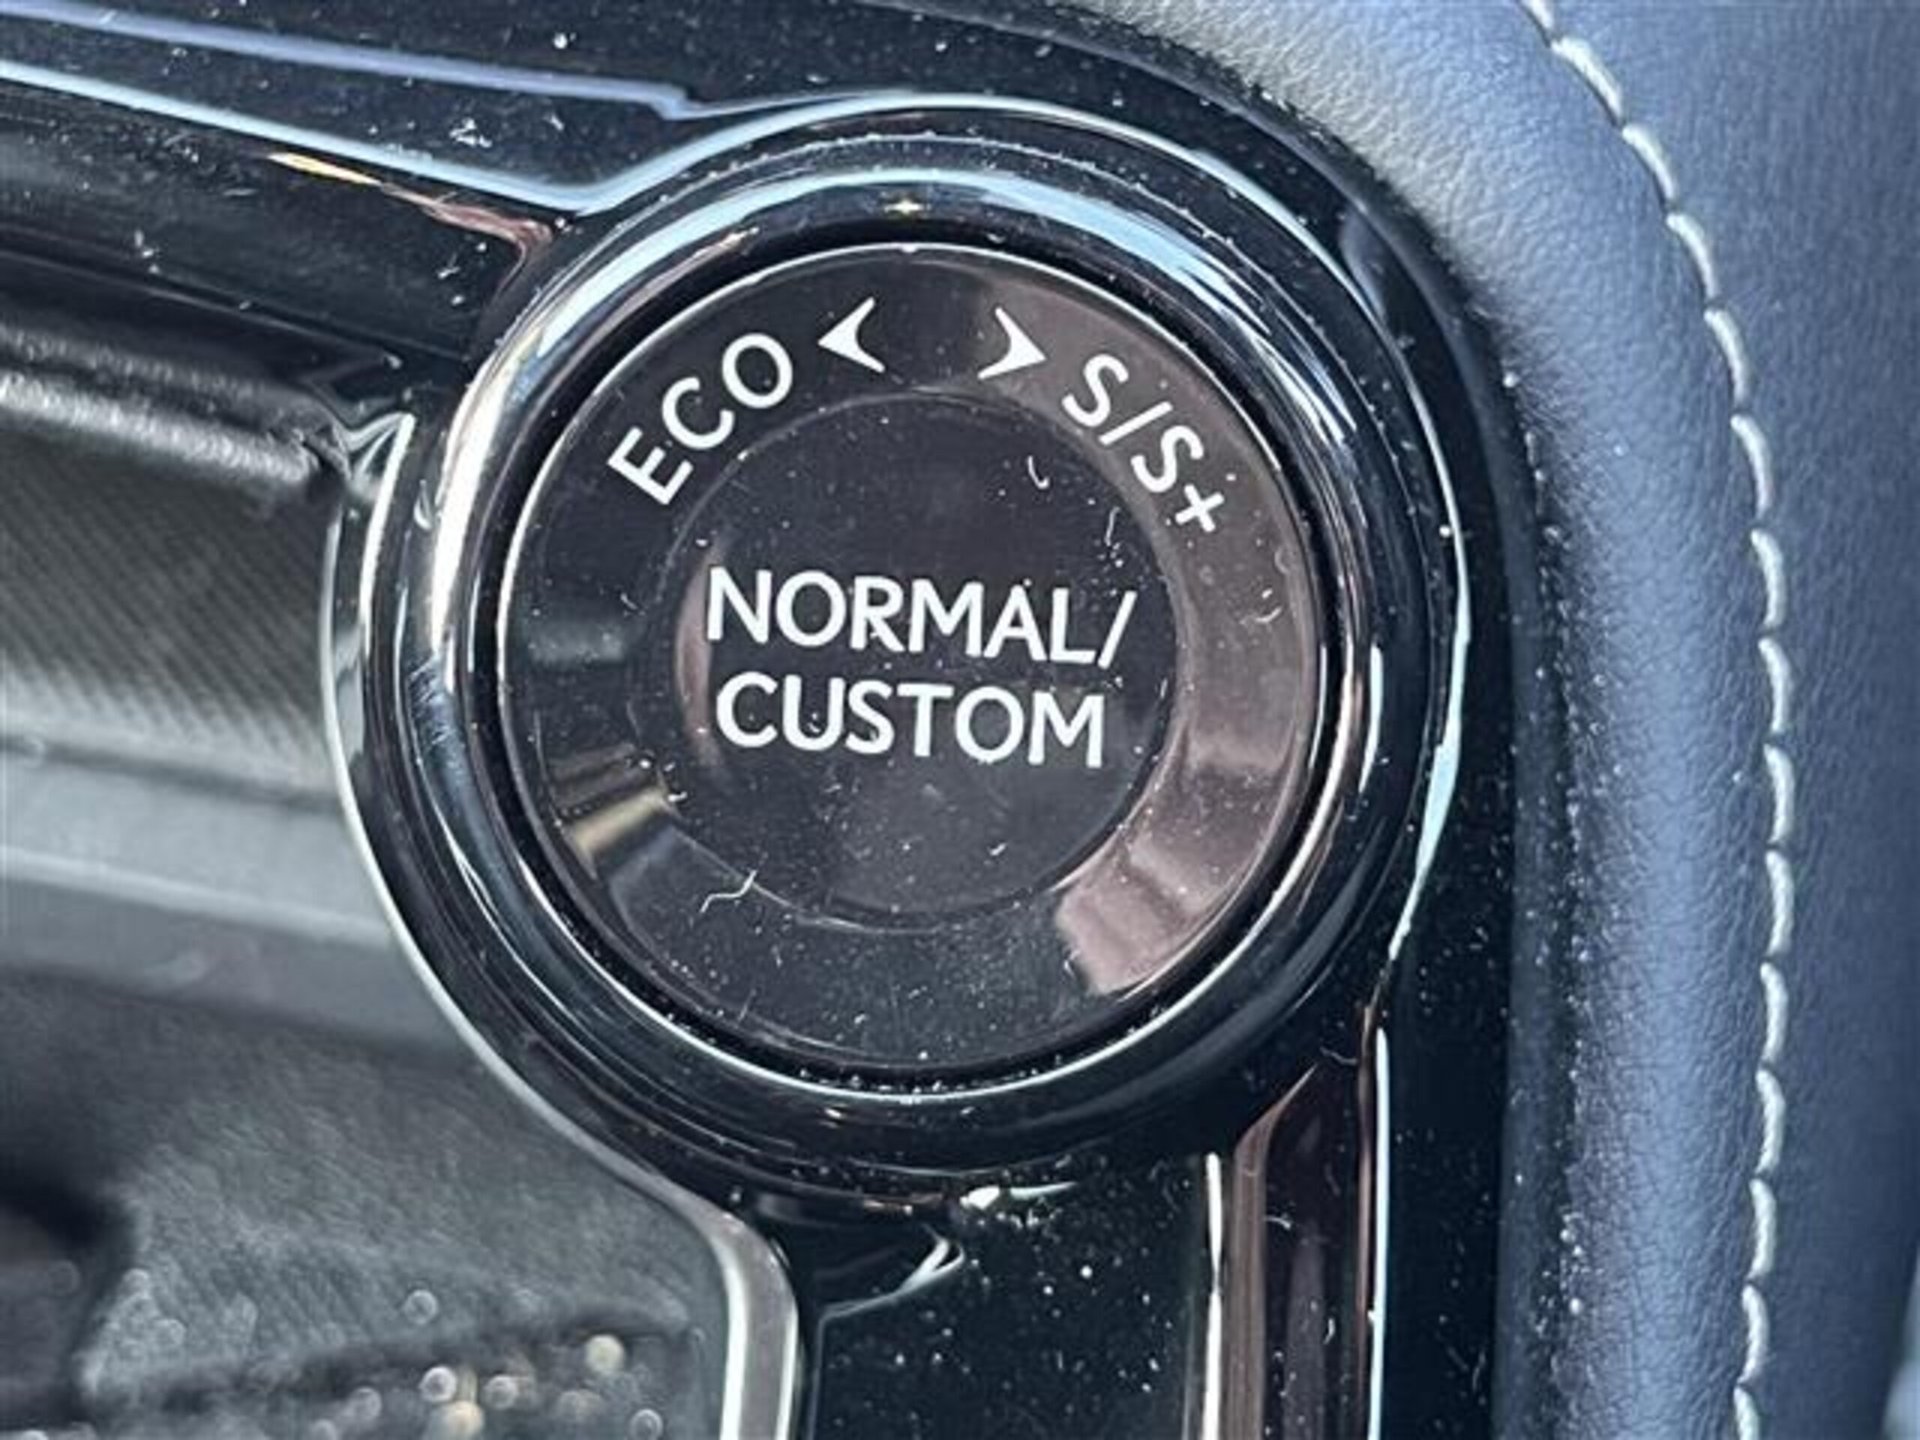 ECO
S/S+
NORMAL/
CUSTOM